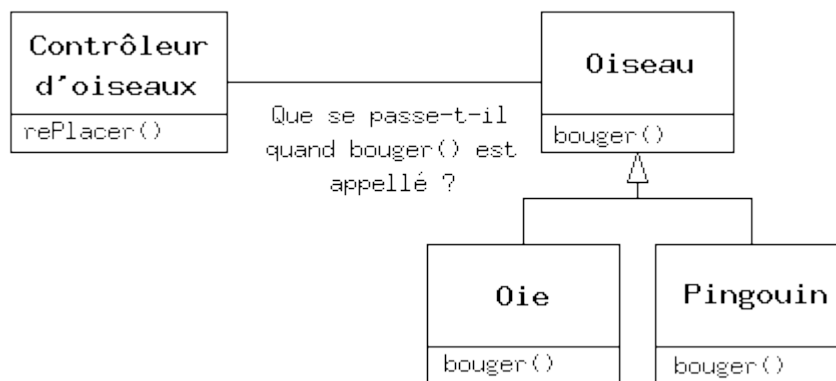 Contrôleur
d'oiseaux
rePlacer()
Que se passe-t-il
quand bouger() est
appellé ?
Oiseau
bouger()
Oie
bouger()
Pingouin
bouger()